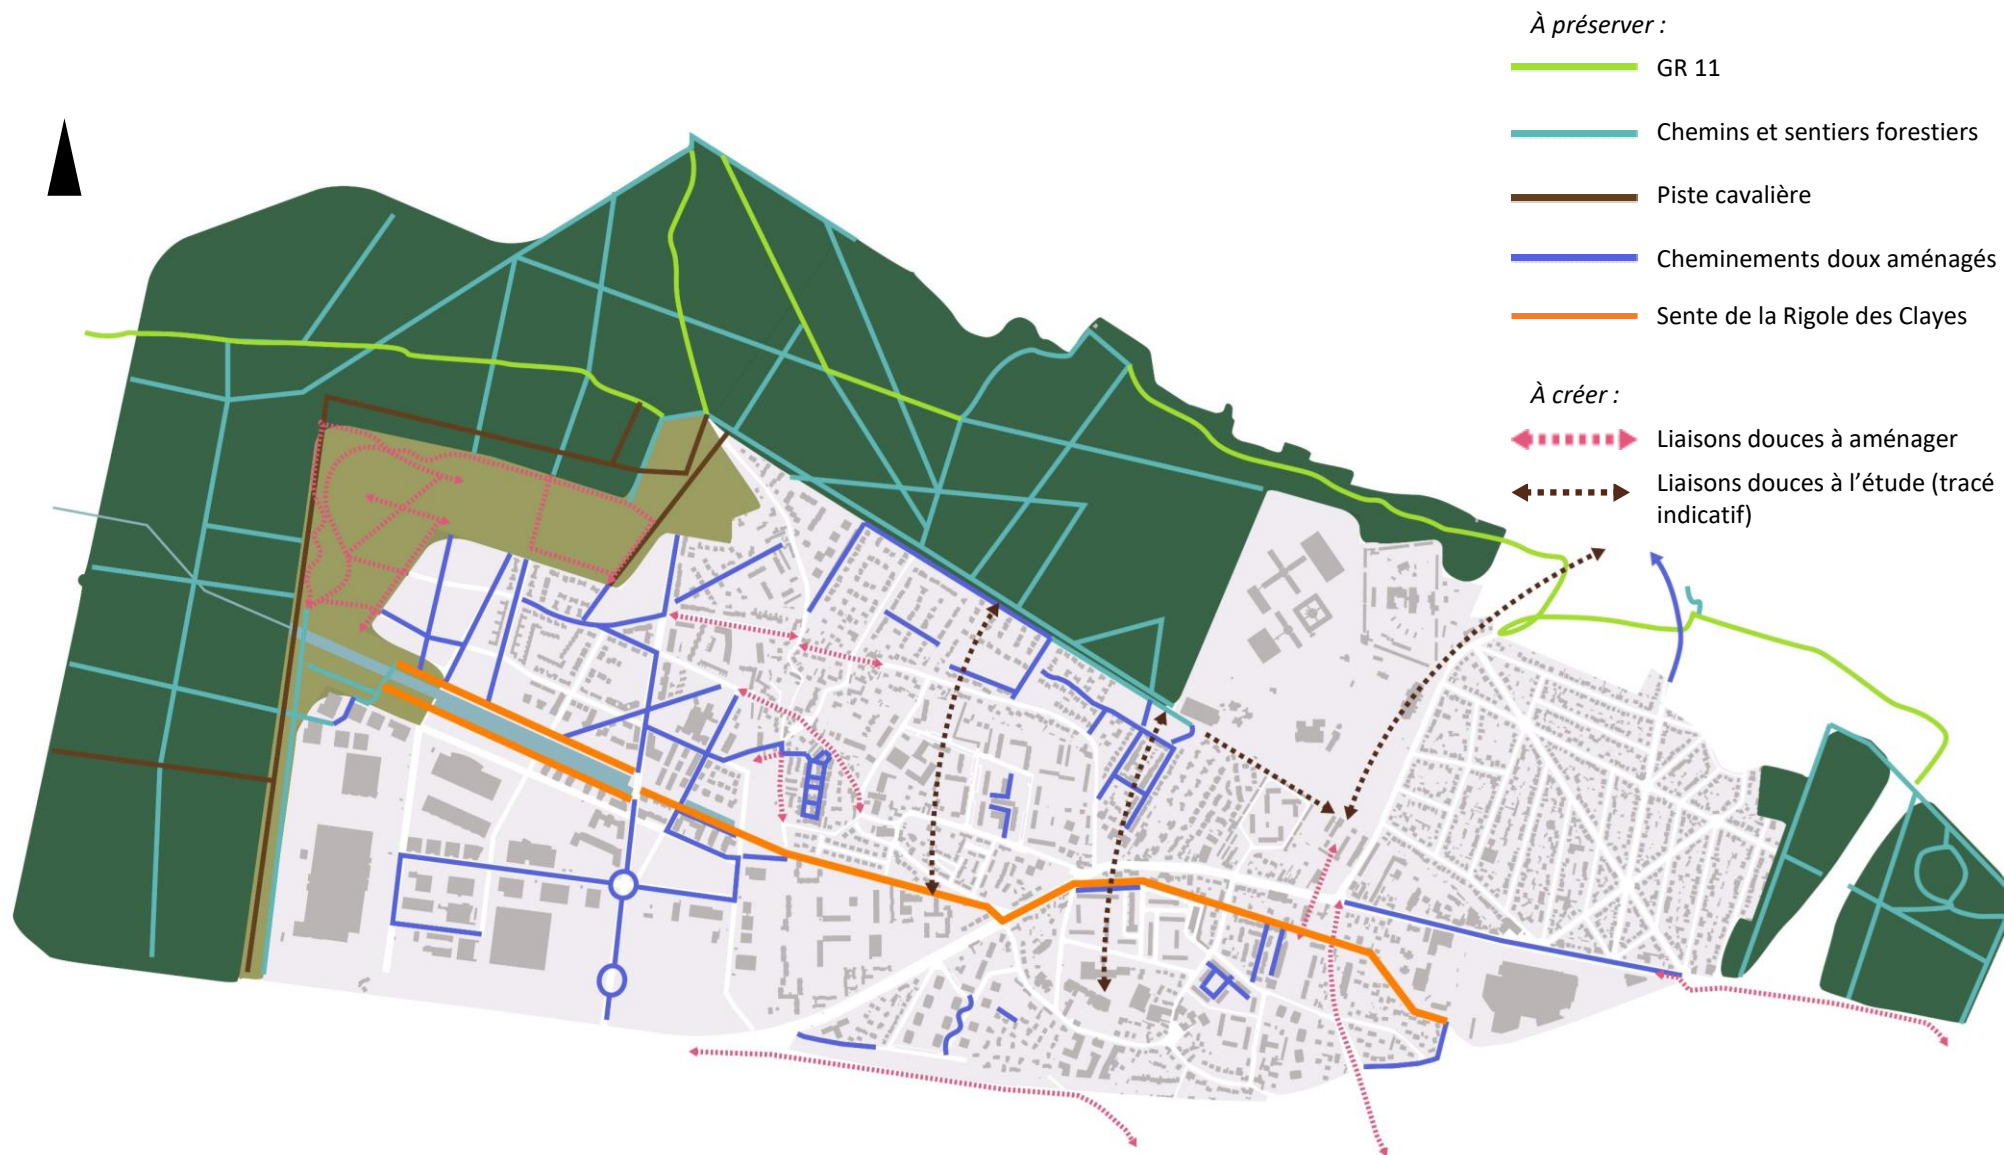 À préserver :
GR 11
Chemins et sentiers forestiers
Piste cavalière
Cheminements doux aménagés
Sente de la Rigole des Clayes
À créer :
Liaisons douces à aménager
Liaisons douces à l’étude (tracé
indicatif)